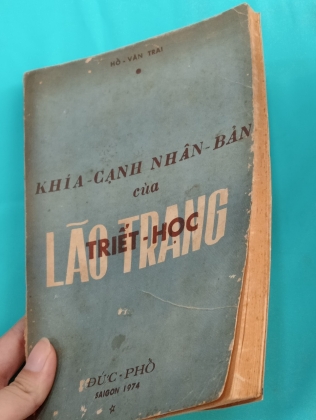 HỒ-VĂN TRAI
KHÍA-CẠNH NHÂN-BẢN
của
TRIẾT-HỌC
LÃO TRANG
ĐỨC-PHỔ
SAIGON 1974